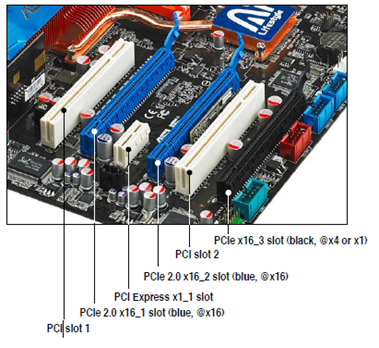 Lifestyle
PCIe x16_3 slot (black, @x4 or x1)
PCI slot 2
PCIe 2.0 x16_2 slot (blue, @x16)
PCI Express x1_1 slot
PCIe 2.0 x16_1 slot (blue, @x16)
PCI slot 1